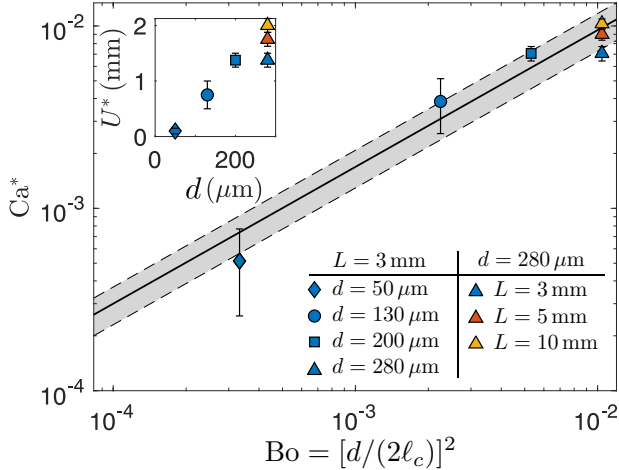 10⁻²
10⁻³
10⁻⁴
Ca*
2
1
0
U* (mm)
0 200
d (μm)
L = 3 mm d = 280 μm
d = 50 μm L = 3 mm
d = 130 μm L = 5 mm
d = 200 μm L = 10 mm
d = 280 μm
10⁻⁴ 10⁻³ 10⁻²
Bo = [d/(2ℓ_c)]²